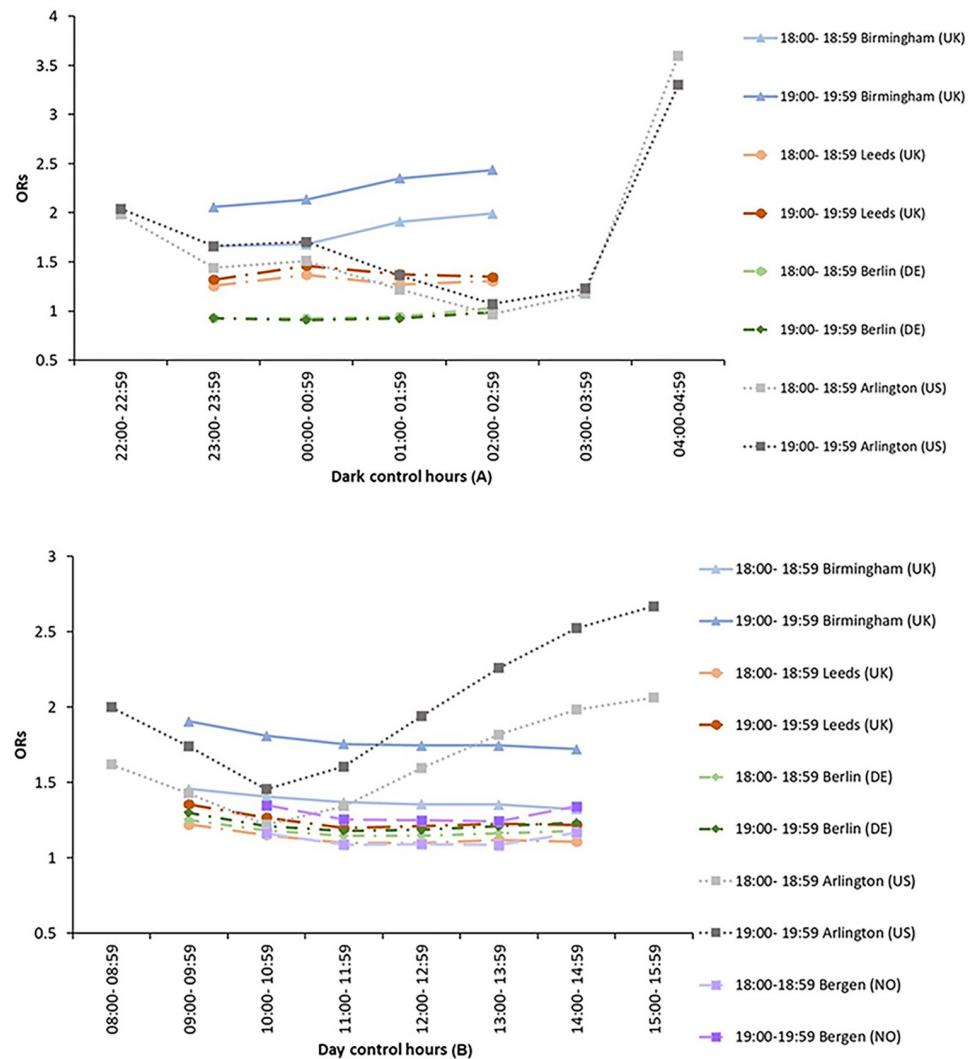 4
3.5
3
2.5
2
1.5
1
0.5
ORs
22:00- 22:59
23:00- 23:59
00:00- 00:59
01:00- 01:59
02:00- 02:59
03:00- 03:59
04:00-04:59
Dark control hours (A)
18:00- 18:59 Birmingham (UK)
19:00- 19:59 Birmingham (UK)
18:00- 18:59 Leeds (UK)
19:00- 19:59 Leeds (UK)
18:00- 18:59 Berlin (DE)
19:00- 19:59 Berlin (DE)
18:00- 18:59 Arlington (US)
19:00- 19:59 Arlington (US)
3
2.5
2
1.5
1
0.5
ORs
08:00- 08:59
09:00- 09:59
10:00- 10:59
11:00- 11:59
12:00- 12:59
13:00- 13:59
14:00- 14:59
15:00- 15:59
Day control hours (B)
18:00- 18:59 Birmingham (UK)
19:00- 19:59 Birmingham (UK)
18:00- 18:59 Leeds (UK)
19:00- 19:59 Leeds (UK)
18:00- 18:59 Berlin (DE)
19:00- 19:59 Berlin (DE)
18:00- 18:59 Arlington (US)
19:00- 19:59 Arlington (US)
18:00-18:59 Bergen (NO)
19:00-19:59 Bergen (NO)